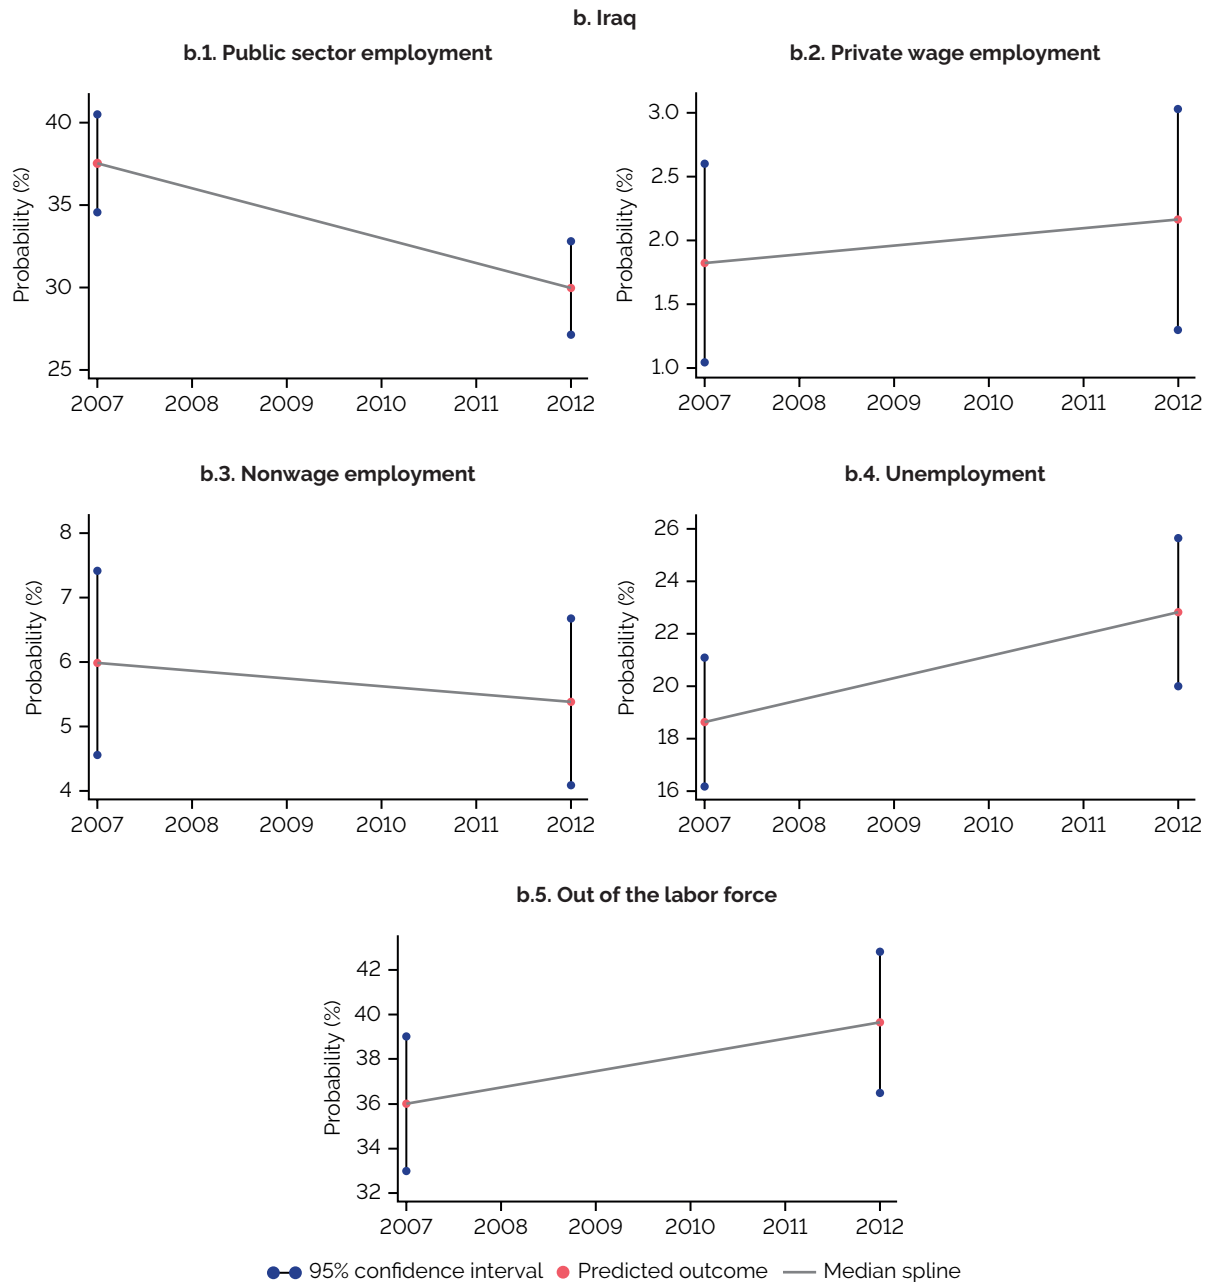 b. Iraq
b.1. Public sector employment
Probability (%)
40
35
30
25
2007 2008 2009 2010 2011 2012
b.2. Private wage employment
Probability (%)
3.0
2.5
2.0
1.5
1.0
2007 2008 2009 2010 2011 2012
b.3. Nonwage employment
Probability (%)
8
7
6
5
4
2007 2008 2009 2010 2011 2012
b.4. Unemployment
Probability (%)
26
24
22
20
18
16
2007 2008 2009 2010 2011 2012
b.5. Out of the labor force
Probability (%)
42
40
38
36
34
32
2007 2008 2009 2010 2011 2012
95% confidence interval Predicted outcome Median spline